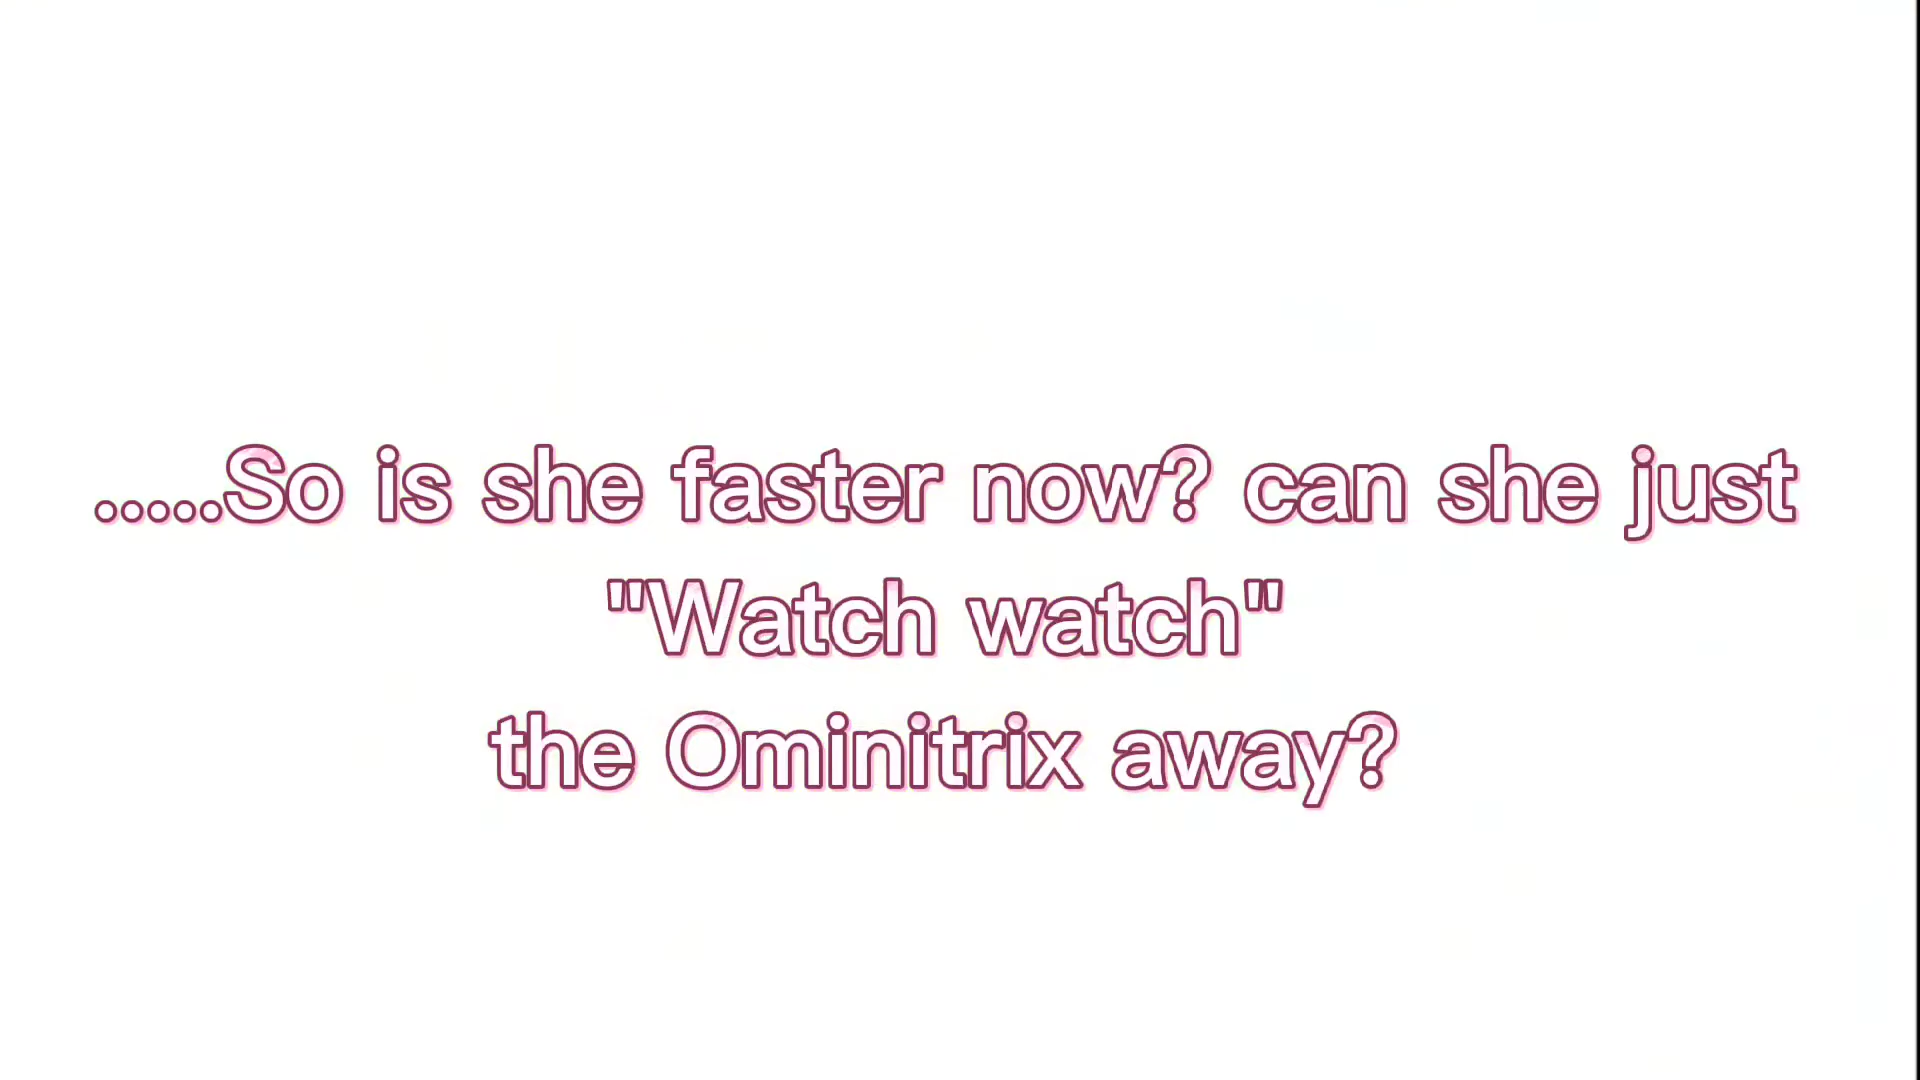 .....So is she faster now? can she just
"Watch watch"
the Ominitrix away?